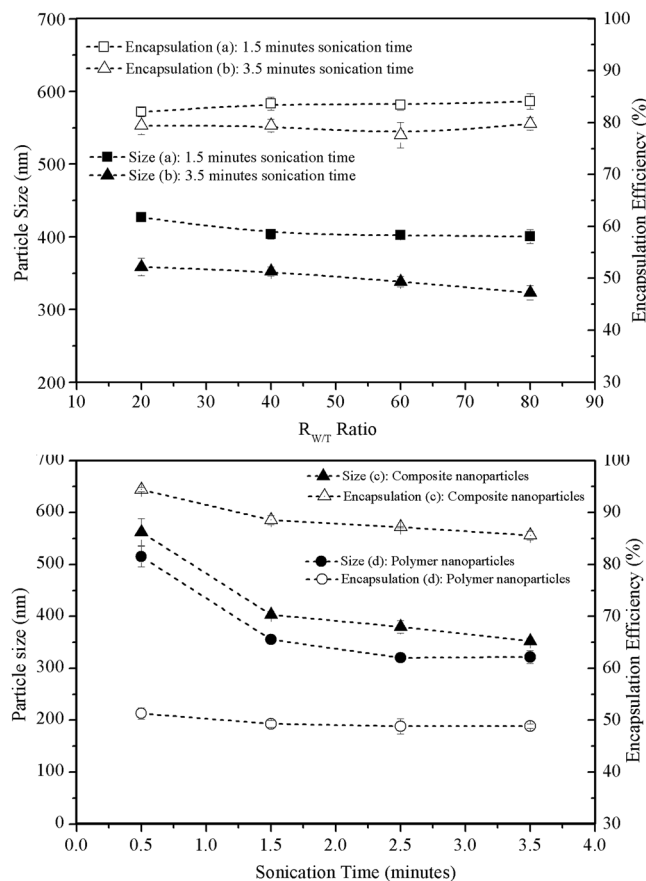 700
600
500
400
300
200
Particle Size (nm)
Encapsulation (a): 1.5 minutes sonication time
Encapsulation (b): 3.5 minutes sonication time
Size (a): 1.5 minutes sonication time
Size (b): 3.5 minutes sonication time
100
90
80
70
60
50
40
30
Encapsulation Efficiency (%)
10 20 30 40 50 60 70 80 90
R W/T Ratio
700
600
500
400
300
200
100
0
Particle size (nm)
Size (c): Composite nanoparticles
Encapsulation (c): Composite nanoparticles
Size (d): Polymer nanoparticles
Encapsulation (d): Polymer nanoparticles
100
90
80
70
60
50
40
30
Encapsulation Efficiency (%)
0.0 0.5 1.0 1.5 2.0 2.5 3.0 3.5 4.0
Sonication Time (minutes)